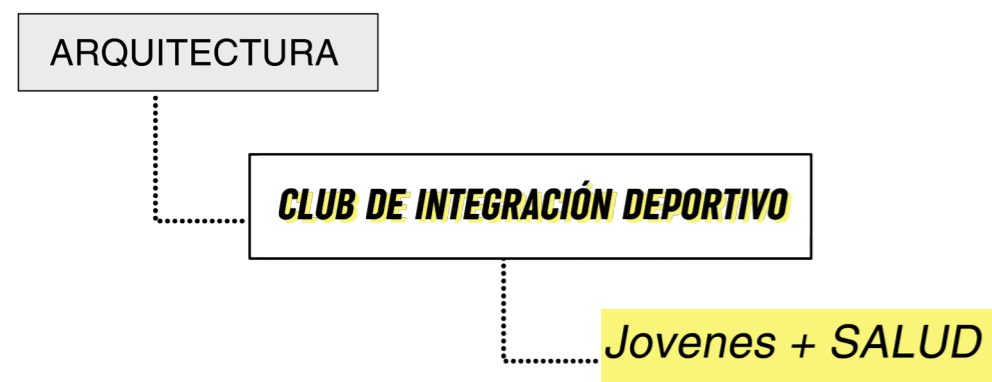 ARQUITECTURA
CLUB DE INTEGRACIÓN DEPORTIVO
Jovenes + SALUD